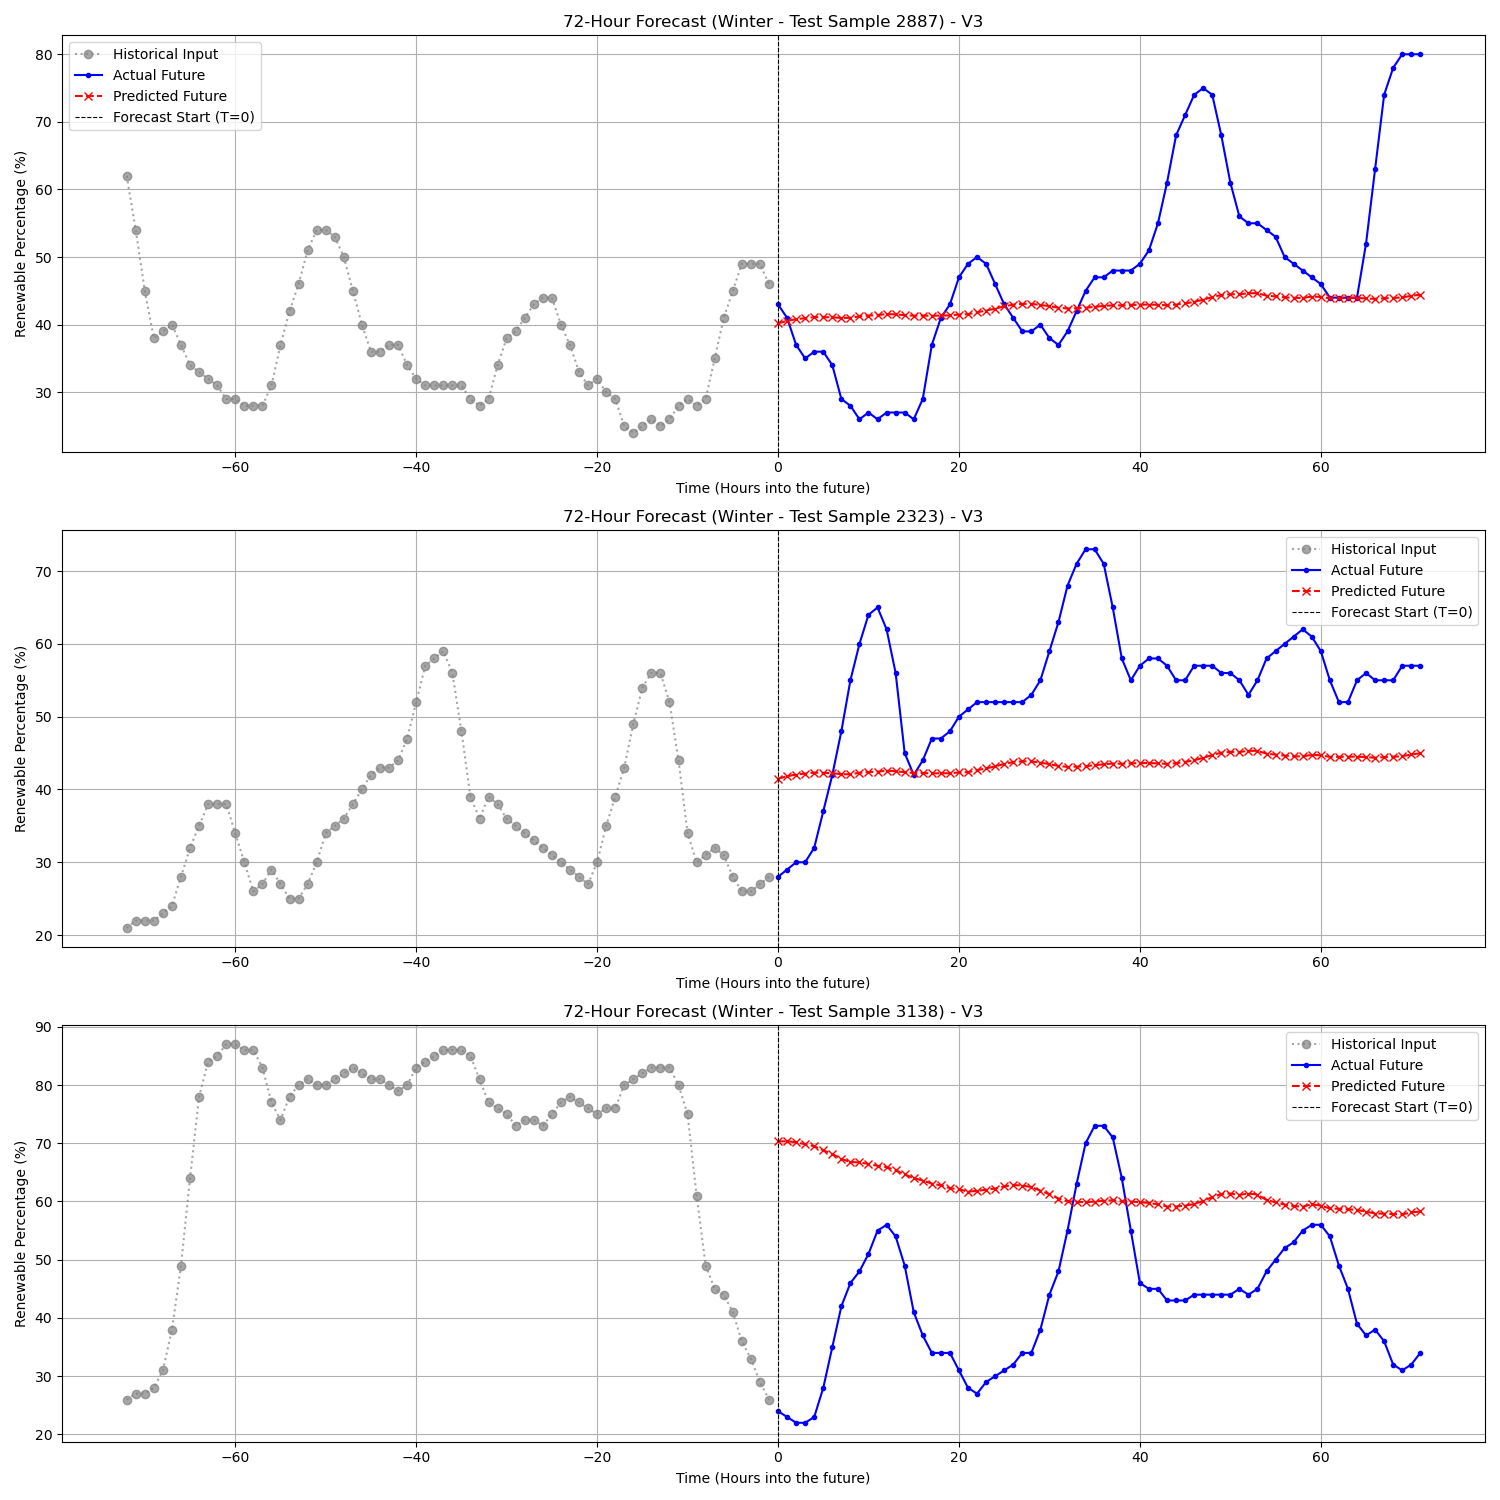 72-Hour Forecast (Winter - Test Sample 2887) - V3
Historical Input
Actual Future
Predicted Future
Forecast Start (T=0)
Renewable Percentage (%)
80
70
60
50
40
30
−60 −40 −20 0 20 40 60
Time (Hours into the future)
72-Hour Forecast (Winter - Test Sample 2323) - V3
Historical Input
Actual Future
Predicted Future
Forecast Start (T=0)
Renewable Percentage (%)
70
60
50
40
30
20
−60 −40 −20 0 20 40 60
Time (Hours into the future)
72-Hour Forecast (Winter - Test Sample 3138) - V3
Historical Input
Actual Future
Predicted Future
Forecast Start (T=0)
Renewable Percentage (%)
90
80
70
60
50
40
30
20
−60 −40 −20 0 20 40 60
Time (Hours into the future)